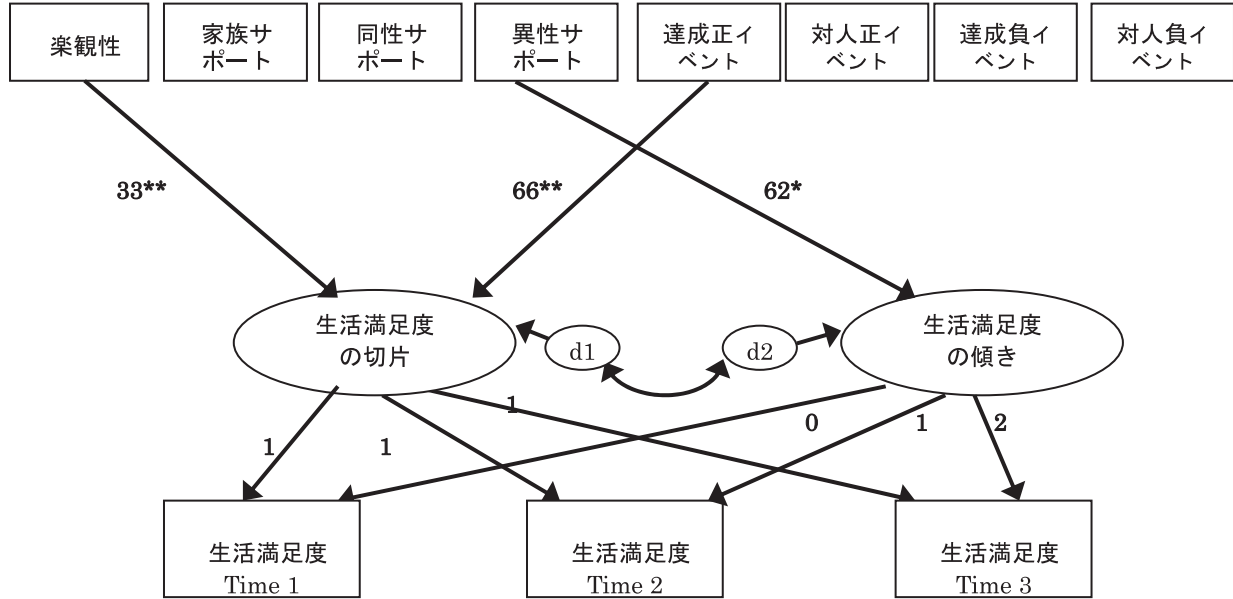 楽観性
家族サ
ポート
同性サ
ポート
異性サ
ポート
達成正イ
ベント
対人正イ
ベント
達成負イ
ベント
対人負イ
ベント
33**
66**
62*
生活満足度
の切片
d1
d2
生活満足度
の傾き
1
1
1
0
1
2
生活満足度
Time 1
生活満足度
Time 2
生活満足度
Time 3